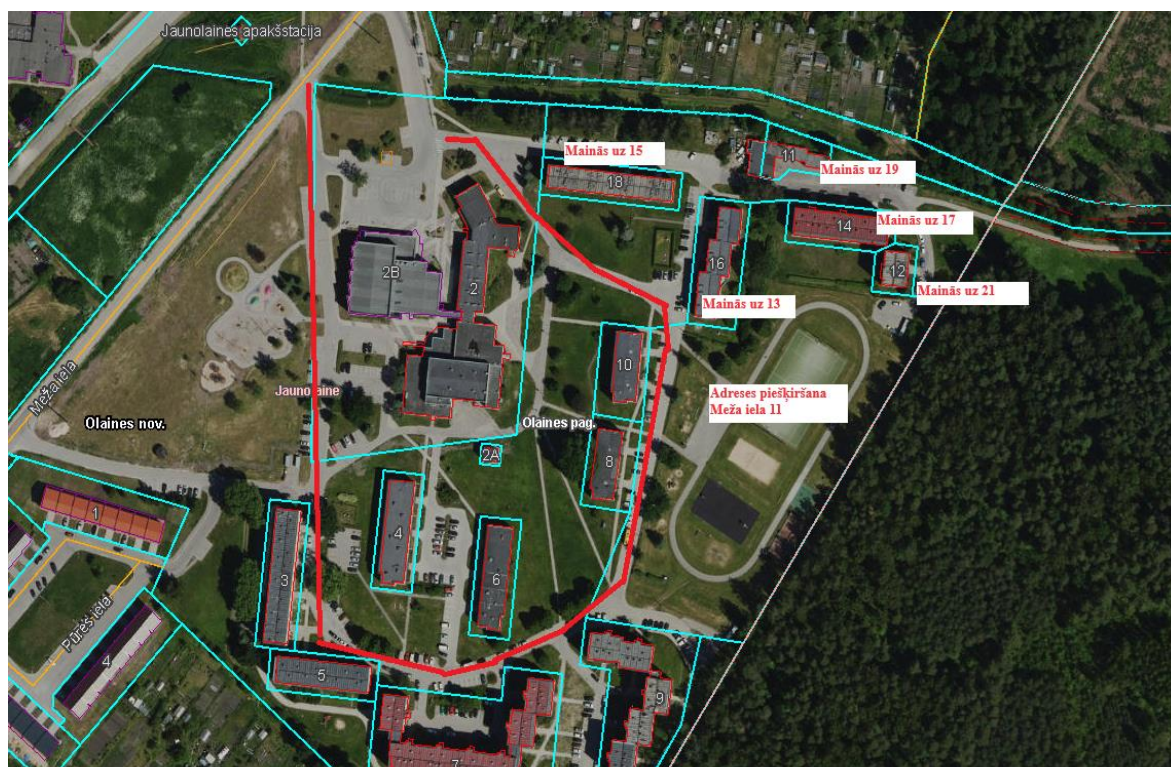 Jaunolaines apakšstacija
Mainās uz 15
11
Mainās uz 19
18
14
Mainās uz 17
16
12
2B
2
Mainās uz 21
Mainās uz 13
10
Meža iela
Jaunolaine
Adreses piešķiršana
Meža iela 11
Olaines nov.
Olaines pag.
2A
8
1
4
3
6
Pūres iela
4
5
9
7